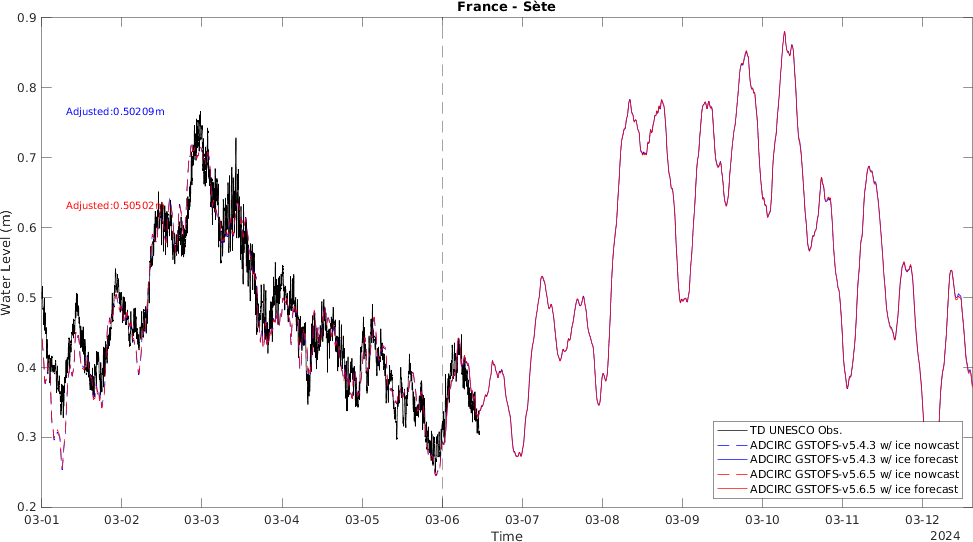 France - Sète
0.9
0.8
0.7
0.6
0.5
0.4
0.3
0.2
Water Level (m)
Adjusted:0.50209m
Adjusted:0.50502m
TD UNESCO Obs.
ADCIRC GSTOFS-v5.4.3 w/ ice nowcast
ADCIRC GSTOFS-v5.4.3 w/ ice forecast
ADCIRC GSTOFS-v5.6.5 w/ ice nowcast
ADCIRC GSTOFS-v5.6.5 w/ ice forecast
03-01 03-02 03-03 03-04 03-05 03-06 03-07 03-08 03-09 03-10 03-11 03-12
Time
2024